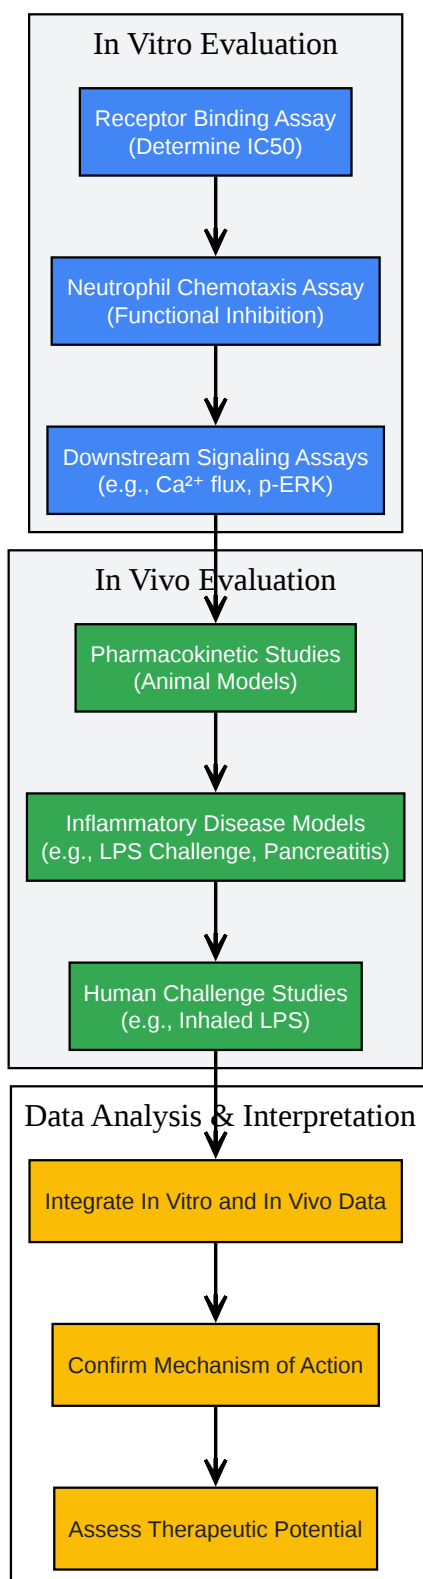 In Vitro Evaluation
Receptor Binding Assay
(Determine IC50)
Neutrophil Chemotaxis Assay
(Functional Inhibition)
Downstream Signaling Assays
(e.g., Ca²⁺ flux, p-ERK)
In Vivo Evaluation
Pharmacokinetic Studies
(Animal Models)
Inflammatory Disease Models
(e.g., LPS Challenge, Pancreatitis)
Human Challenge Studies
(e.g., Inhaled LPS)
Data Analysis & Interpretation
Integrate In Vitro and In Vivo Data
Confirm Mechanism of Action
Assess Therapeutic Potential